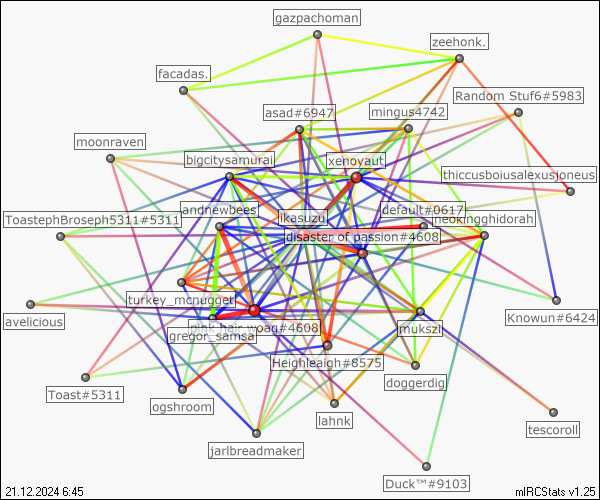 gazpachoman
zeehonk.
facadas.
Random Stuf6#5983
asad#6947
mingus4742
moonraven
bigcitysamurai
xenoyaut
thiccusboiusalexusjoneus
andnewbees
likasuzu
default#0617
neokingghidorah
ToastephBroseph5311#5311
disaster of passion#4608
turkey_mcnugget
avelicious
pink hair woag#4608
gregor_samsa
mukszi
Knowun#6424
Heighleaigh#8575
doggerdig
Toast#5311
ogshroom
lahnk
tescoroll
jarlbreadmaker
Duck™#9103
21.12.2024 6:45
mIRCStats v1.25